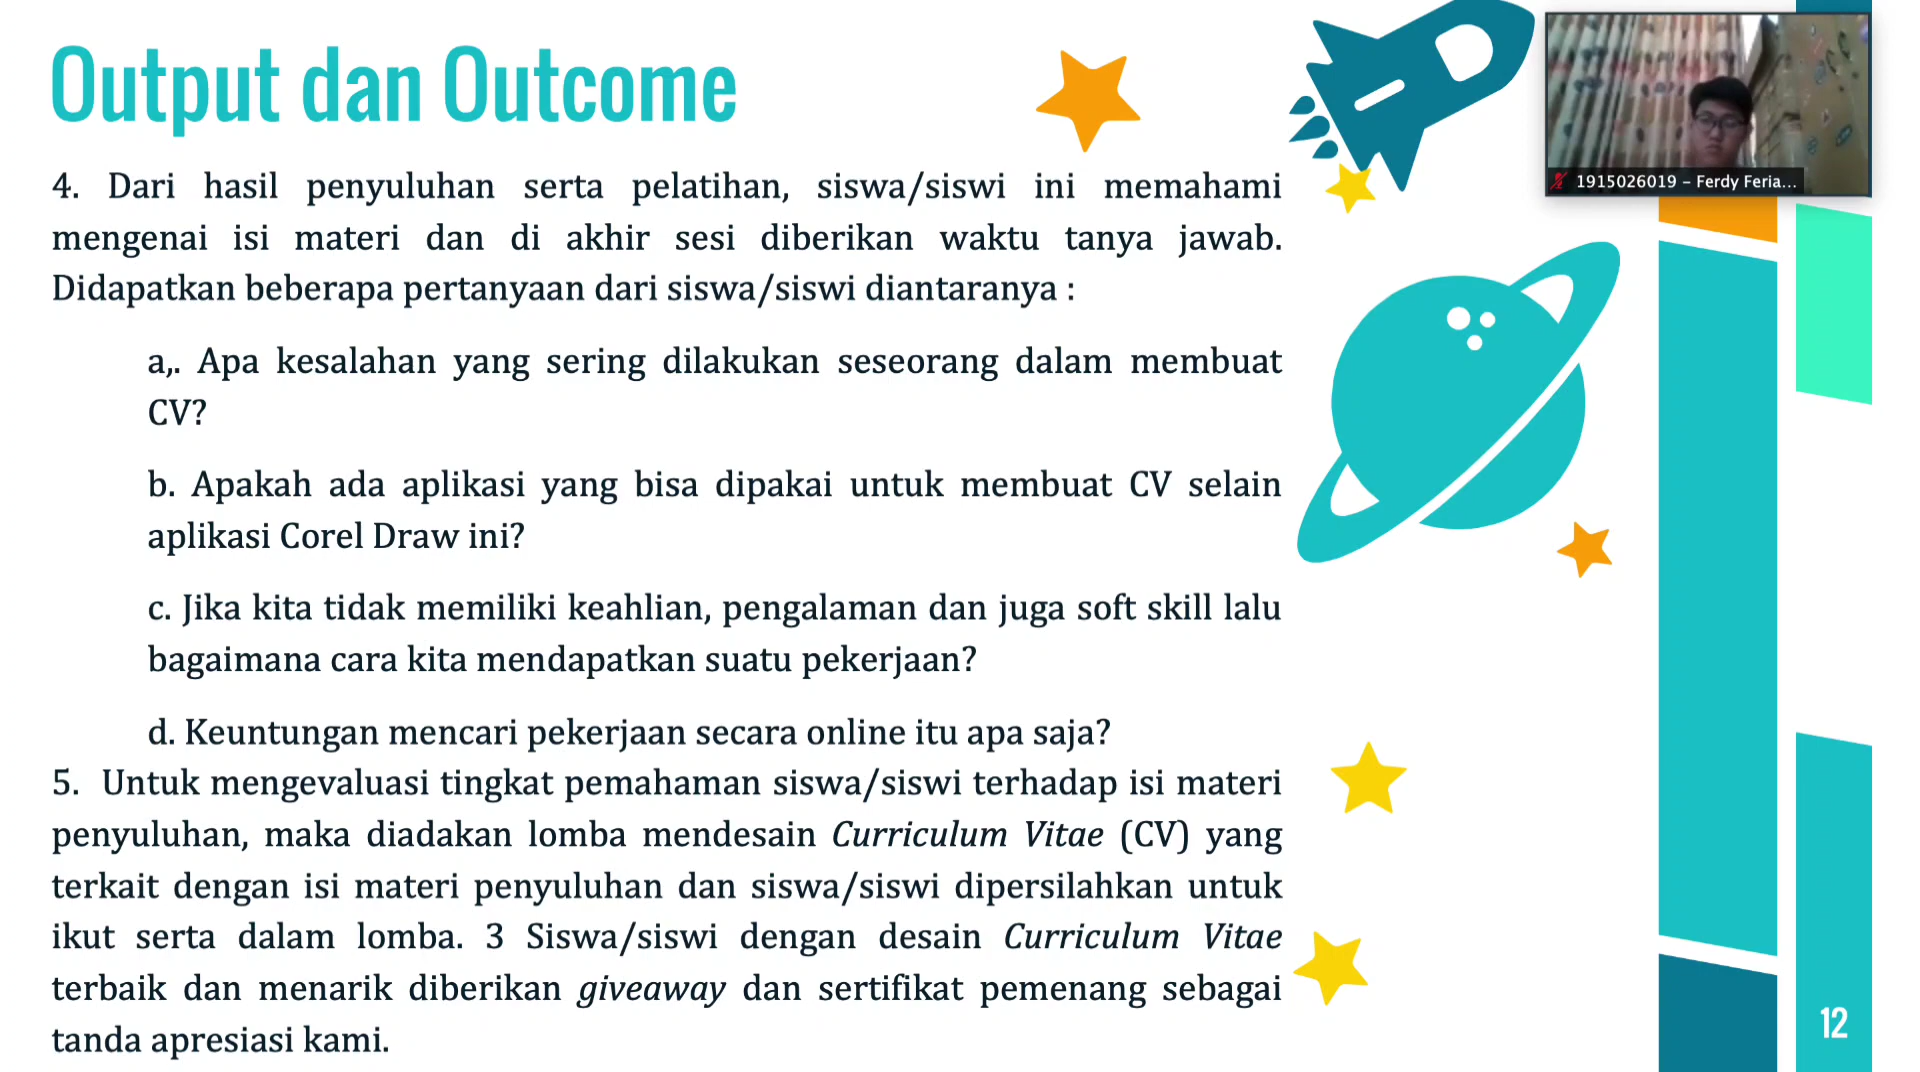 Output dan Outcome
4. Dari hasil penyuluhan serta pelatihan, siswa/siswi ini memahami
mengenai isi materi dan di akhir sesi diberikan waktu tanya jawab.
Didapatkan beberapa pertanyaan dari siswa/siswi diantaranya :
a,. Apa kesalahan yang sering dilakukan seseorang dalam membuat
CV?
b. Apakah ada aplikasi yang bisa dipakai untuk membuat CV selain
aplikasi Corel Draw ini?
c. Jika kita tidak memiliki keahlian, pengalaman dan juga soft skill lalu
bagaimana cara kita mendapatkan suatu pekerjaan?
d. Keuntungan mencari pekerjaan secara online itu apa saja?
5. Untuk mengevaluasi tingkat pemahaman siswa/siswi terhadap isi materi
penyuluhan, maka diadakan lomba mendesain Curriculum Vitae (CV) yang
terkait dengan isi materi penyuluhan dan siswa/siswi dipersilahkan untuk
ikut serta dalam lomba. 3 Siswa/siswi dengan desain Curriculum Vitae
terbaik dan menarik diberikan giveaway dan sertifikat pemenang sebagai
tanda apresiasi kami.
1915026019 – Ferdy Feria...
12